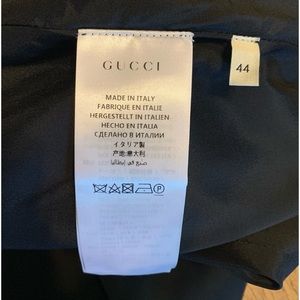 GUCCI
44
MADE IN ITALY
FABRIQUE EN ITALIE
HERGESTELLT IN ITALIEN
HECHO EN ITALIA
СДЕЛАНО В ИТАЛИИ
イタリア製
产地:意大利
صنع في إيطاليا